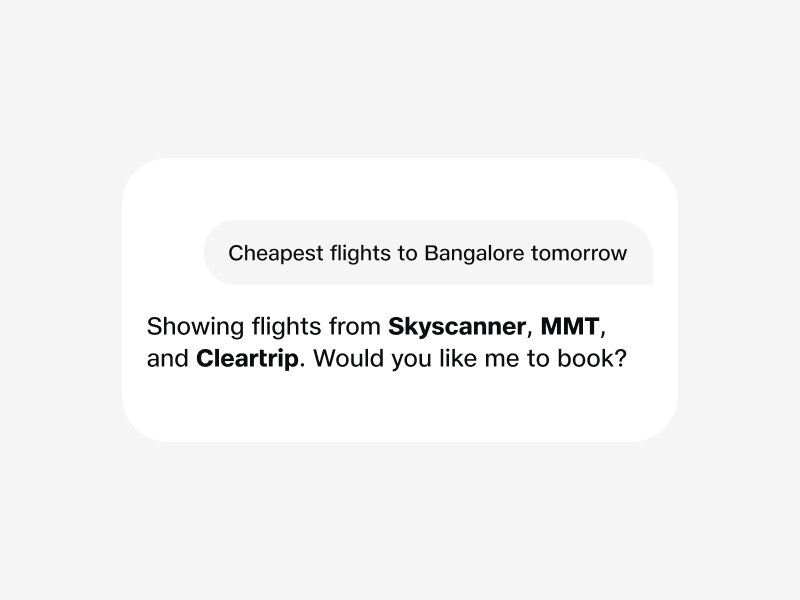 Cheapest flights to Bangalore tomorrow
Showing flights from Skyscanner, MMT,
and Cleartrip. Would you like me to book?